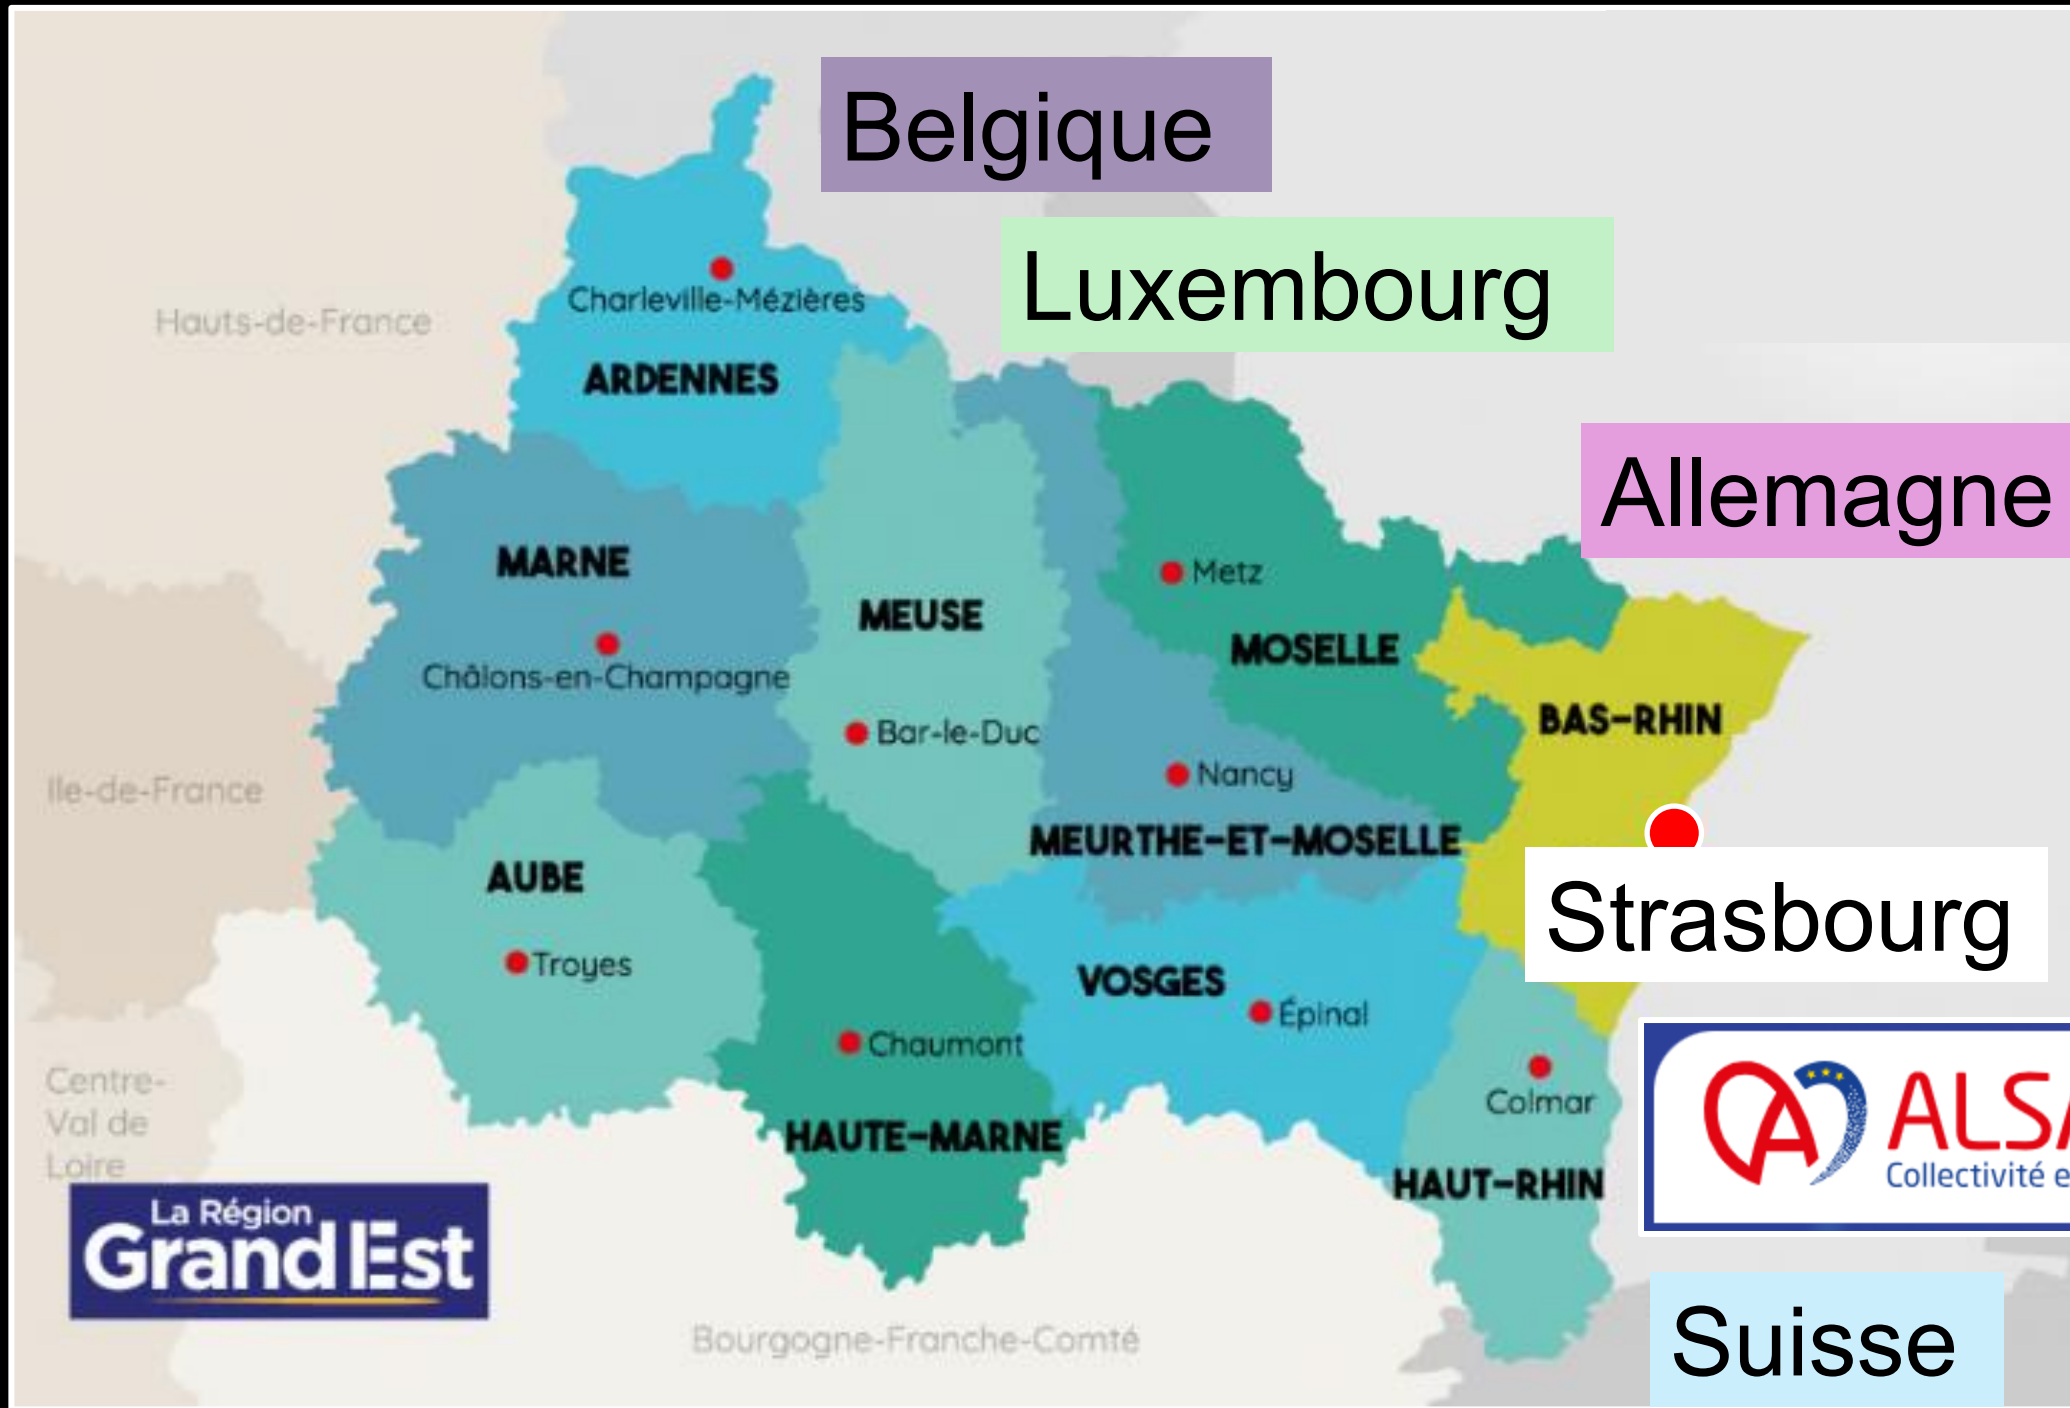 Belgique
Luxembourg
Hauts-de-France
Charleville-Mézières
ARDENNES
Allemagne
MARNE
Châlons-en-Champagne
MEUSE
Metz
MOSELLE
BAS-RHIN
Bar-le-Duc
Nancy
Ile-de-France
MEURTHE-ET-MOSELLE
AUBE
Strasbourg
Troyes
VOSGES
Épinal
Chaumont
Centre-
Val de
Loire
Colmar
HAUTE-MARNE
HAUT-RHIN
ALSA
Collectivité e
La Région
Grand Est
Bourgogne-Franche-Comté
Suisse